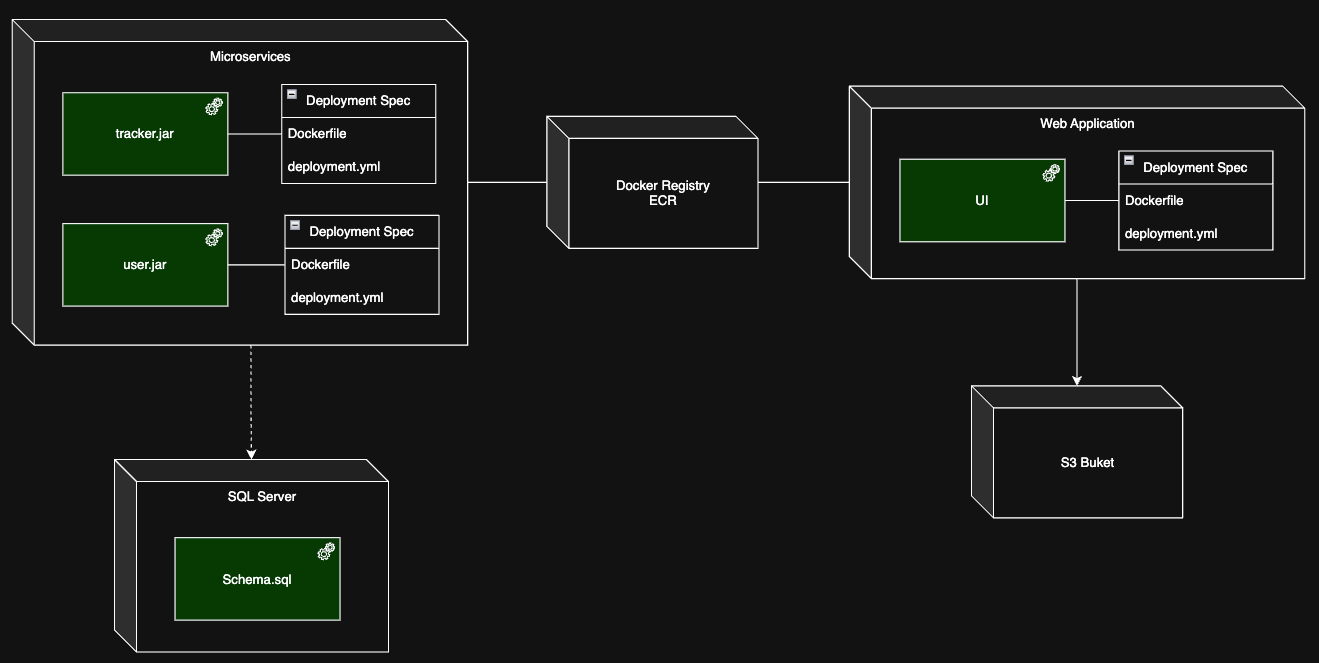 Microservices
tracker.jar
Deployment Spec
Dockerfile
deployment.yml
user.jar
Deployment Spec
Dockerfile
deployment.yml
Docker Registry
ECR
Web Application
UI
Deployment Spec
Dockerfile
deployment.yml
SQL Server
Schema.sql
S3 Buket